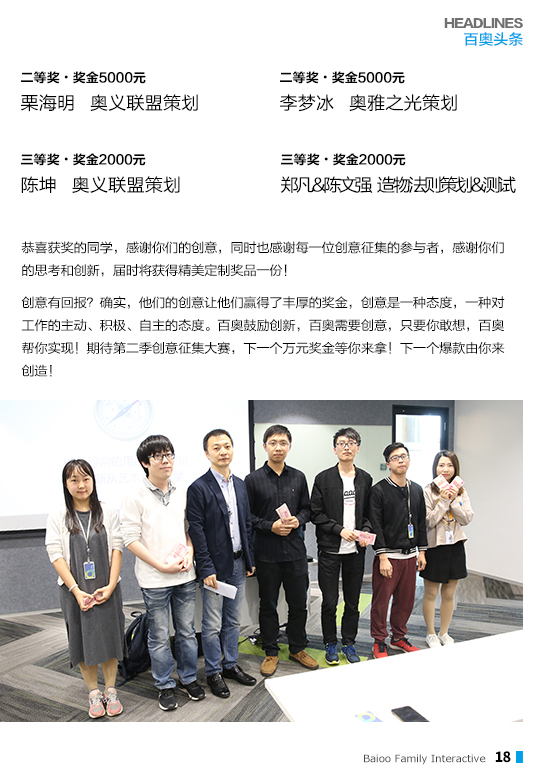 HEADLINES
百奥头条
二等奖·奖金5000元
栗海明 奥义联盟策划
二等奖·奖金5000元
李梦冰 奥雅之光策划
三等奖·奖金2000元
陈坤 奥义联盟策划
三等奖·奖金2000元
郑凡&陈文强 造物法则策划&测试
恭喜获奖的同学，感谢你们的创意，同时也感谢每一位创意征集的参与者，感谢你们
的思考和创新，届时将获得精美定制奖品一份！
创意有回报？确实，他们的创意让他们赢得了丰厚的奖金，创意是一种态度，一种对
工作的主动、积极、自主的态度。百奥鼓励创新，百奥需要创意，只要你敢想，百奥
帮你实现！期待第二季创意征集大赛，下一个万元奖金等你来拿！下一个爆款由你来
创造！
Baioo Family Interactive 18